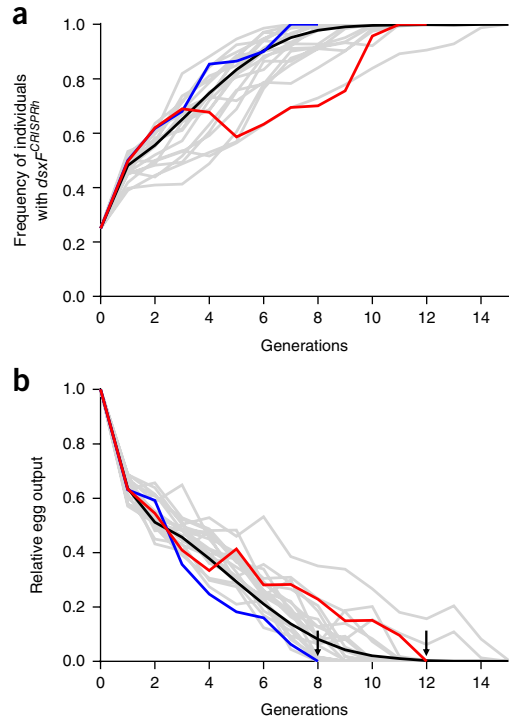 a
Frequency of individuals
with dsxF^CRISPRh
1.0
0.8
0.6
0.4
0.2
0.0
0 2 4 6 8 10 12 14
Generations
b
Relative egg output
1.0
0.8
0.6
0.4
0.2
0.0
0 2 4 6 8 10 12 14
Generations